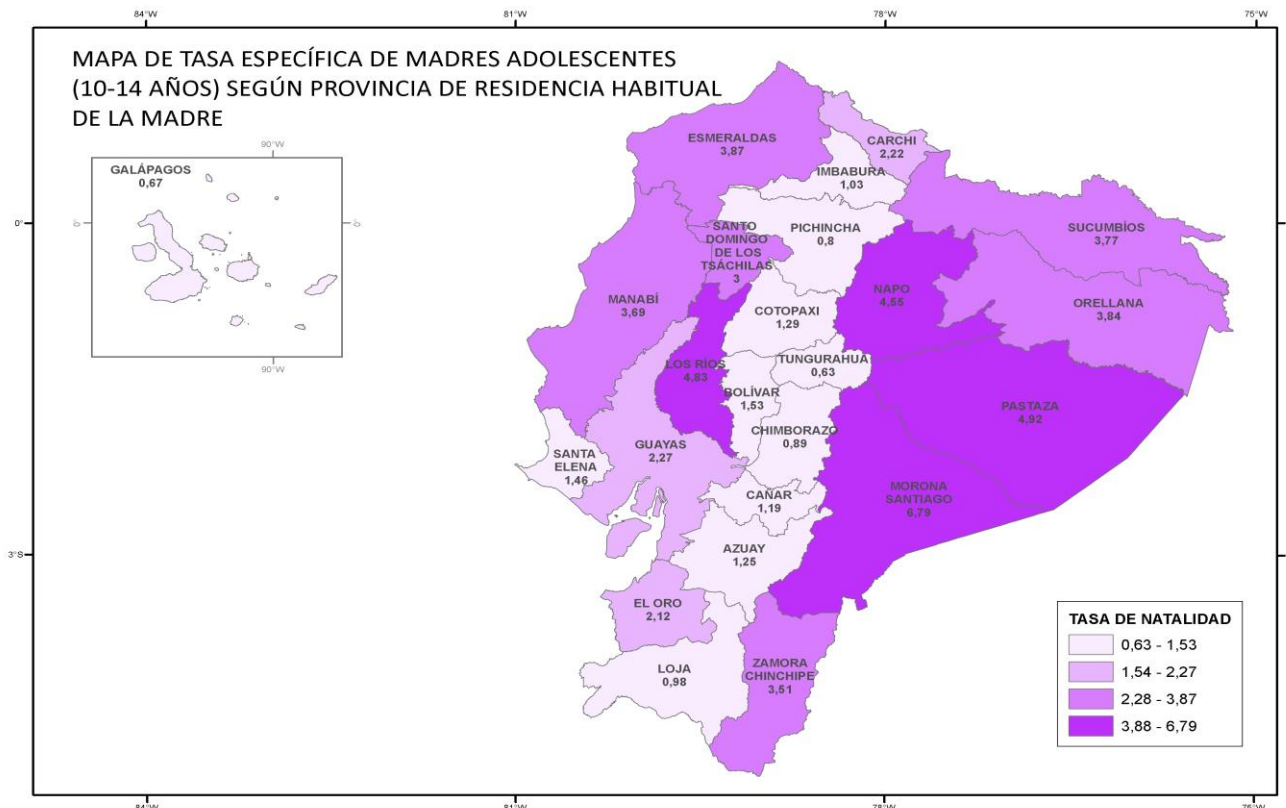 84°W
81°W
78°W
75°W
MAPA DE TASA ESPECÍFICA DE MADRES ADOLESCENTES
(10-14 AÑOS) SEGÚN PROVINCIA DE RESIDENCIA HABITUAL
DE LA MADRE
90°W
GALÁPAGOS
0,67
0°
0°
90°W
0°
3°S
ESMERALDAS
3,87
CARCHI
2,22
IMBABURA
1,03
SUCUMBÍOS
3,77
PICHINCHA
0,8
SANTO
DOMINGO
DE LOS
TSÁCHILAS
3
NAPO
4,55
ORELLANA
3,84
MANABÍ
3,69
COTOPAXI
1,29
TUNGURAHUA
0,63
LOS RÍOS
4,83
BOLÍVAR
1,53
PASTAZA
4,92
CHIMBORAZO
0,89
GUAYAS
2,27
SANTA
ELENA
1,46
MORONA
SANTIAGO
6,79
CAÑAR
1,19
AZUAY
1,25
EL ORO
2,12
LOJA
0,98
ZAMORA
CHINCHIPE
3,51
TASA DE NATALIDAD
0,63 - 1,53
1,54 - 2,27
2,28 - 3,87
3,88 - 6,79
84°W
81°W
78°W
75°W